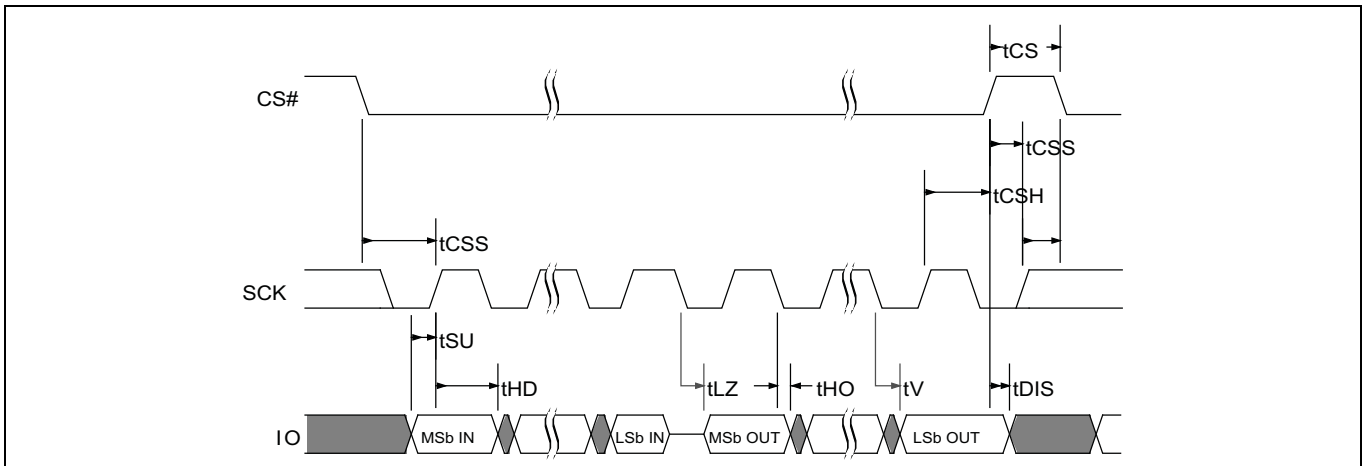 tCS
CS#
tCSS
tCSH
tCSS
SCK
tSU
tHD
tLZ
tHO
tV
tDIS
IO
MSb IN
LSb IN
MSb OUT
LSb OUT